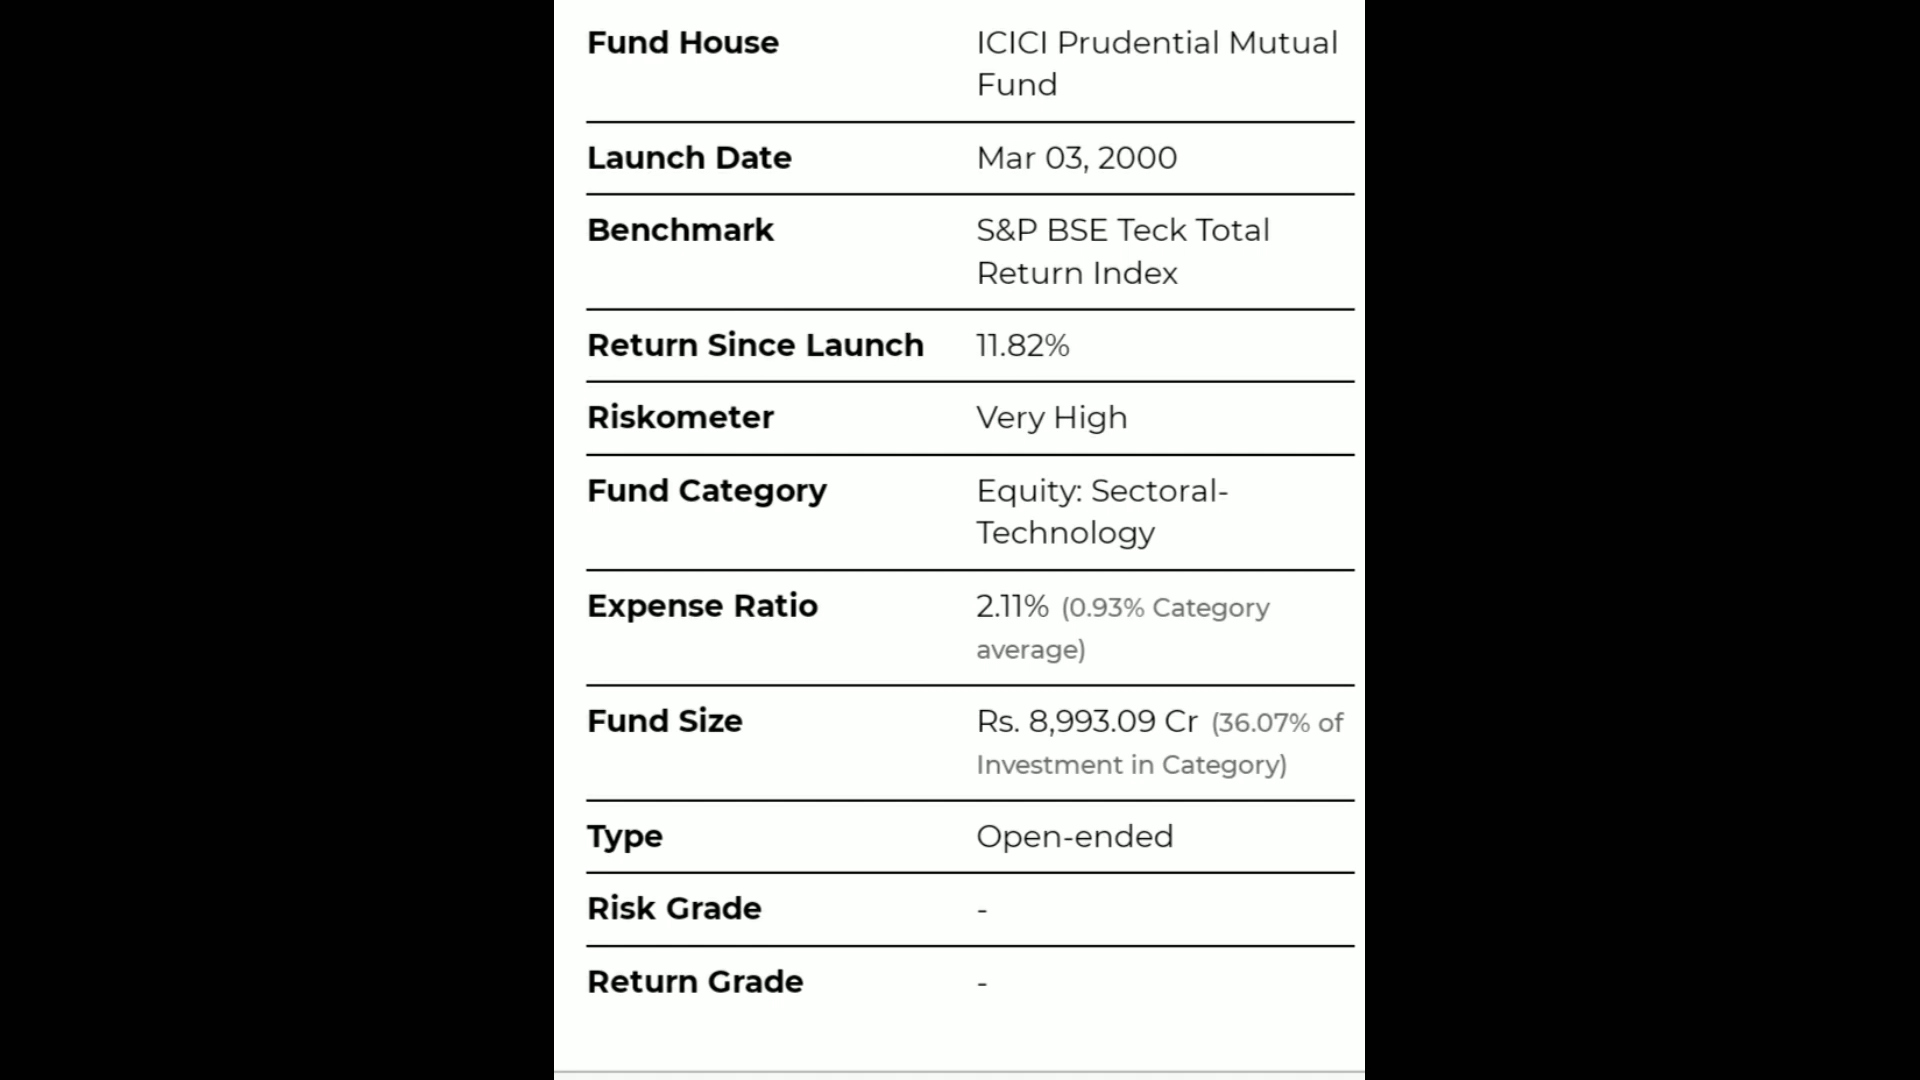 Fund House ICICI Prudential Mutual
Fund
Launch Date Mar 03, 2000
Benchmark S&P BSE Teck Total
Return Index
Return Since Launch 11.82%
Riskometer Very High
Fund Category Equity: Sectoral-
Technology
Expense Ratio 2.11% (0.93% Category
average)
Fund Size Rs. 8,993.09 Cr (36.07% of
Investment in Category)
Type Open-ended
Risk Grade -
Return Grade -